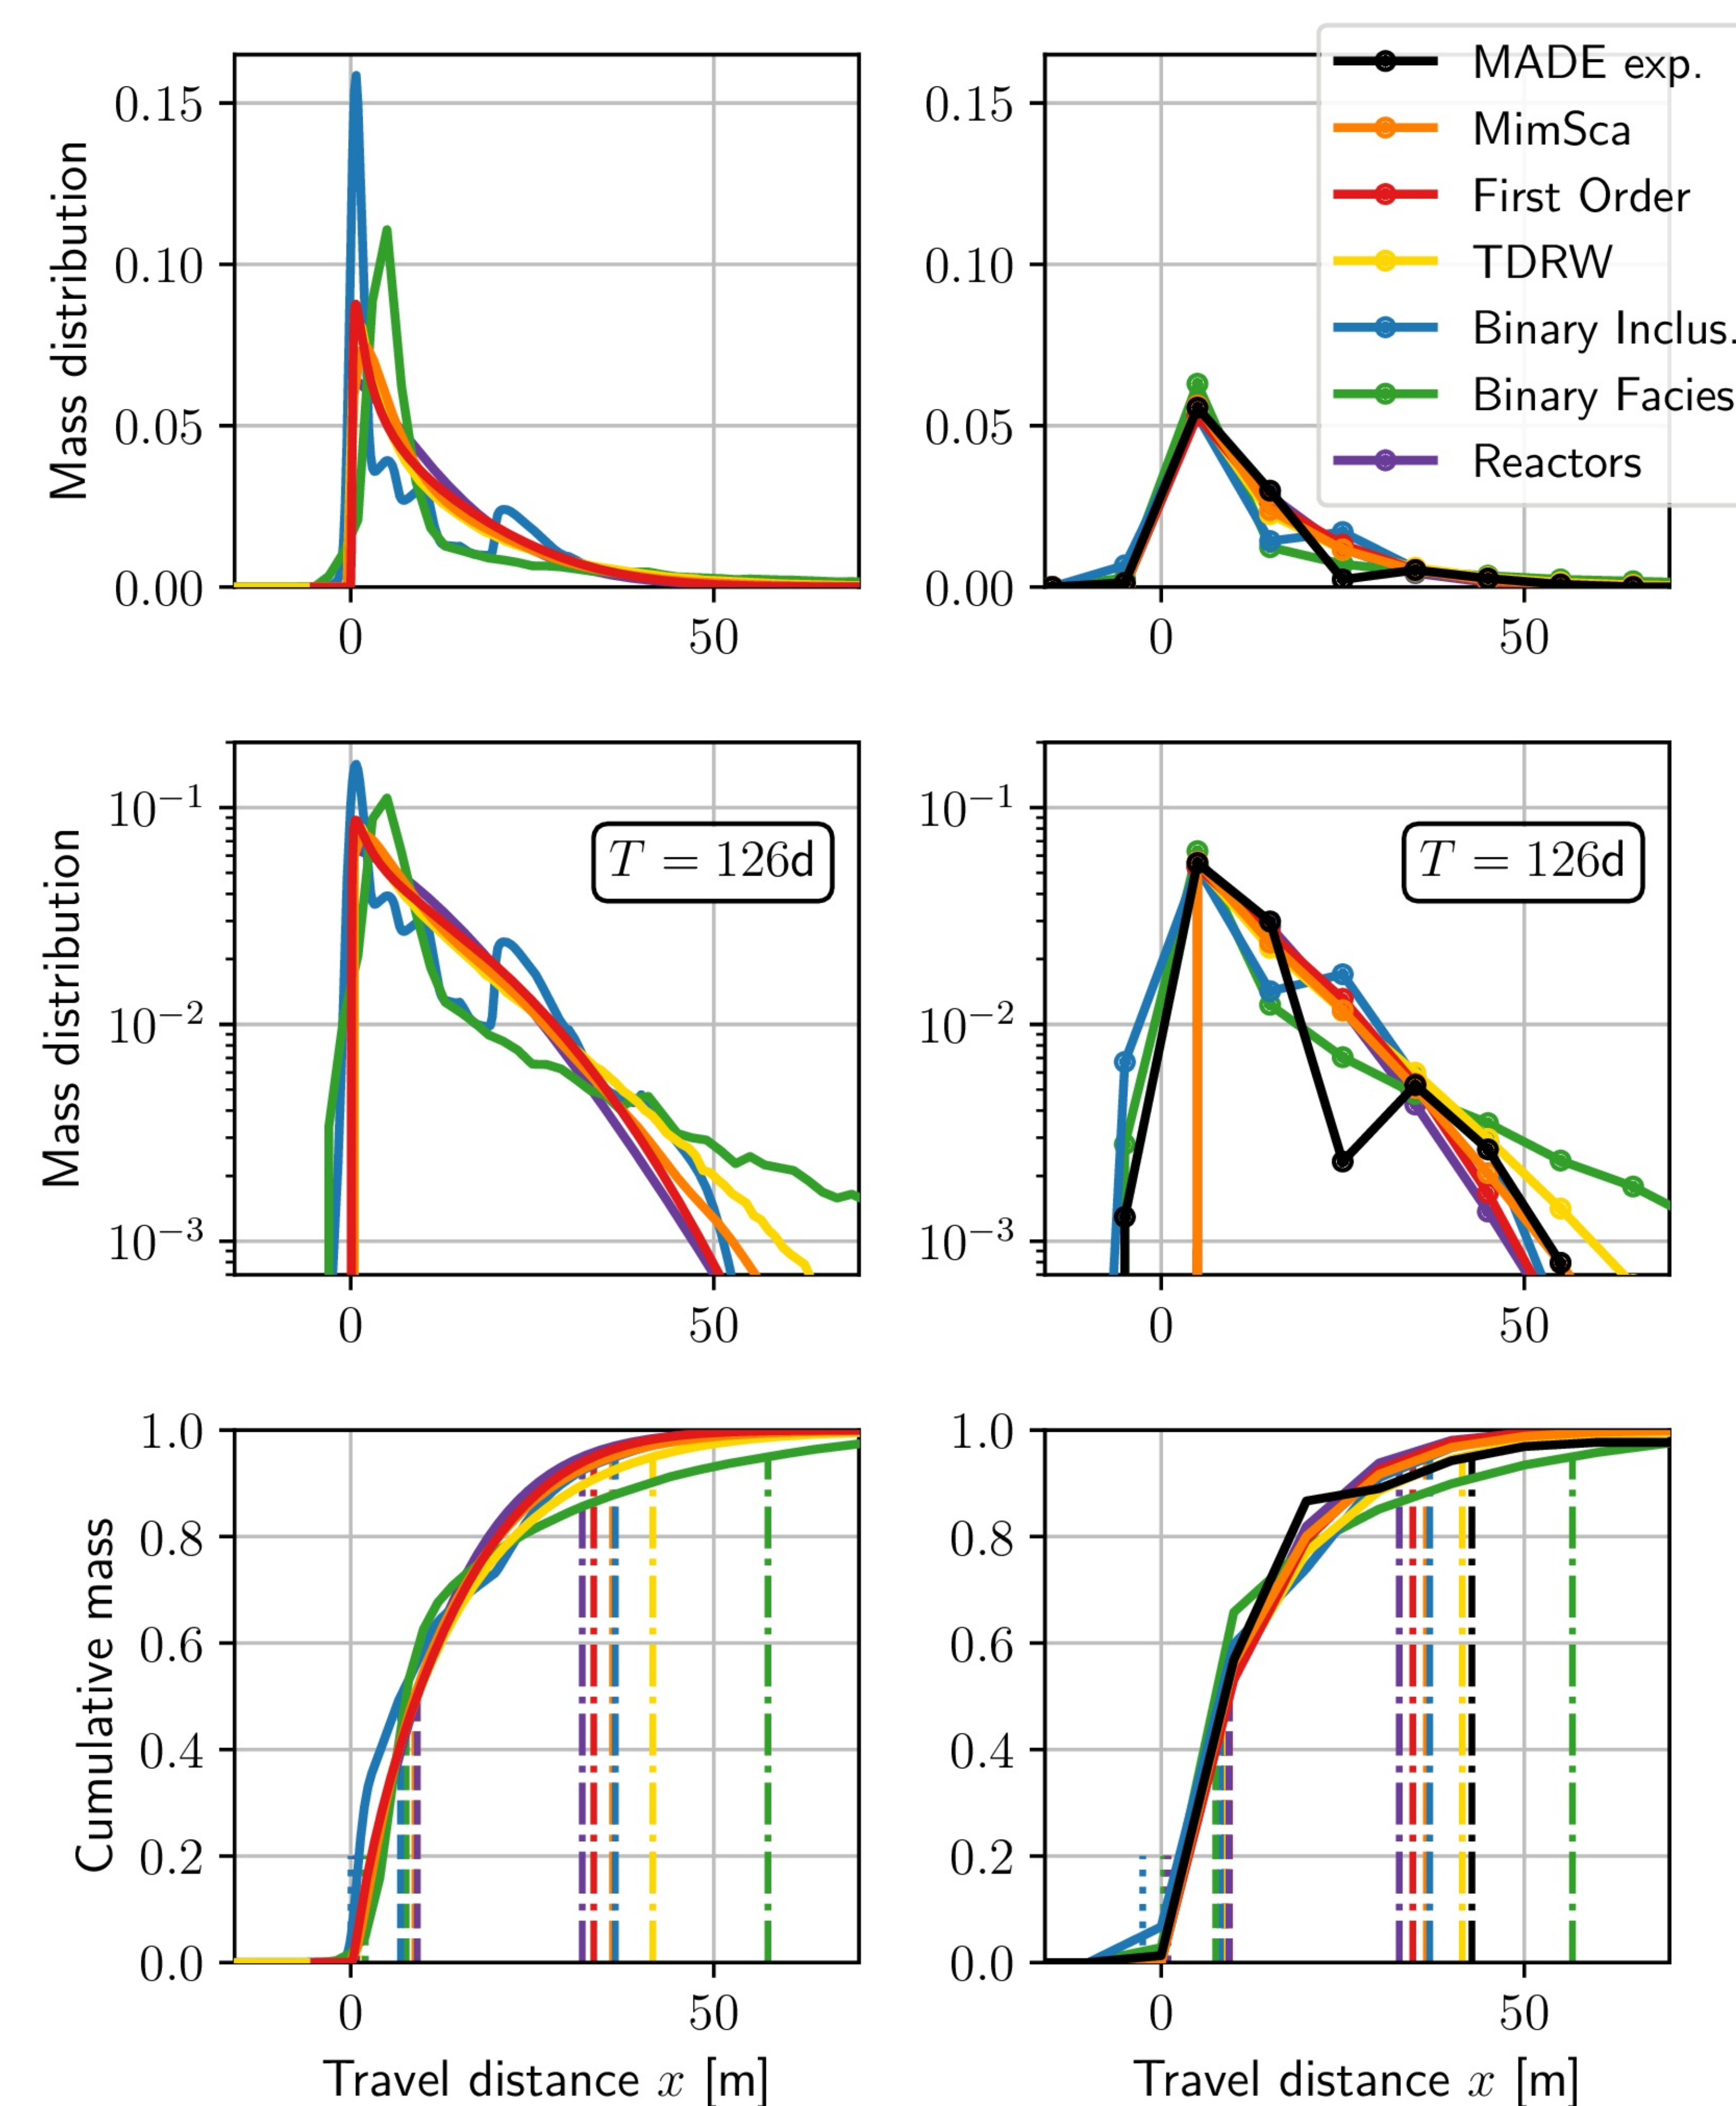 MADE exp.
MimSca
First Order
TDRW
Binary Inclus.
Binary Facies
Reactors
Mass distribution
0.15
0.10
0.05
0.00
0
50
0.15
0.10
0.05
0.00
0
50
Mass distribution
10⁻¹
10⁻²
10⁻³
T = 126d
0
50
10⁻¹
10⁻²
10⁻³
T = 126d
0
50
Cumulative mass
1.0
0.8
0.6
0.4
0.2
0.0
0
50
Travel distance x [m]
1.0
0.8
0.6
0.4
0.2
0.0
0
50
Travel distance x [m]